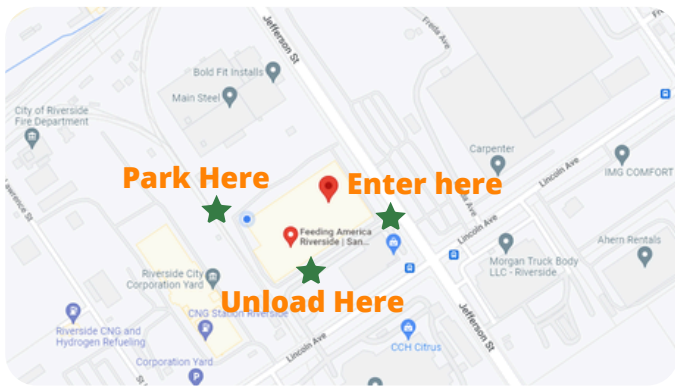 Jefferson St
Freda Ave
Bold Fit Installs
Main Steel
City of Riverside
Fire Department
Carpenter
IMG COMFORT
Lincoln Ave
Park Here
Enter here
Lawrence St
Lincoln Ave
Feeding America
Riverside | San...
Ahern Rentals
Morgan Truck Body
LLC - Riverside
Riverside City
Corporation Yard
Unload Here
CNG Station Riverside
Jefferson St
Riverside CNG and
Hydrogen Refueling
CCH Citrus
Lincoln Ave
Corporation Yard